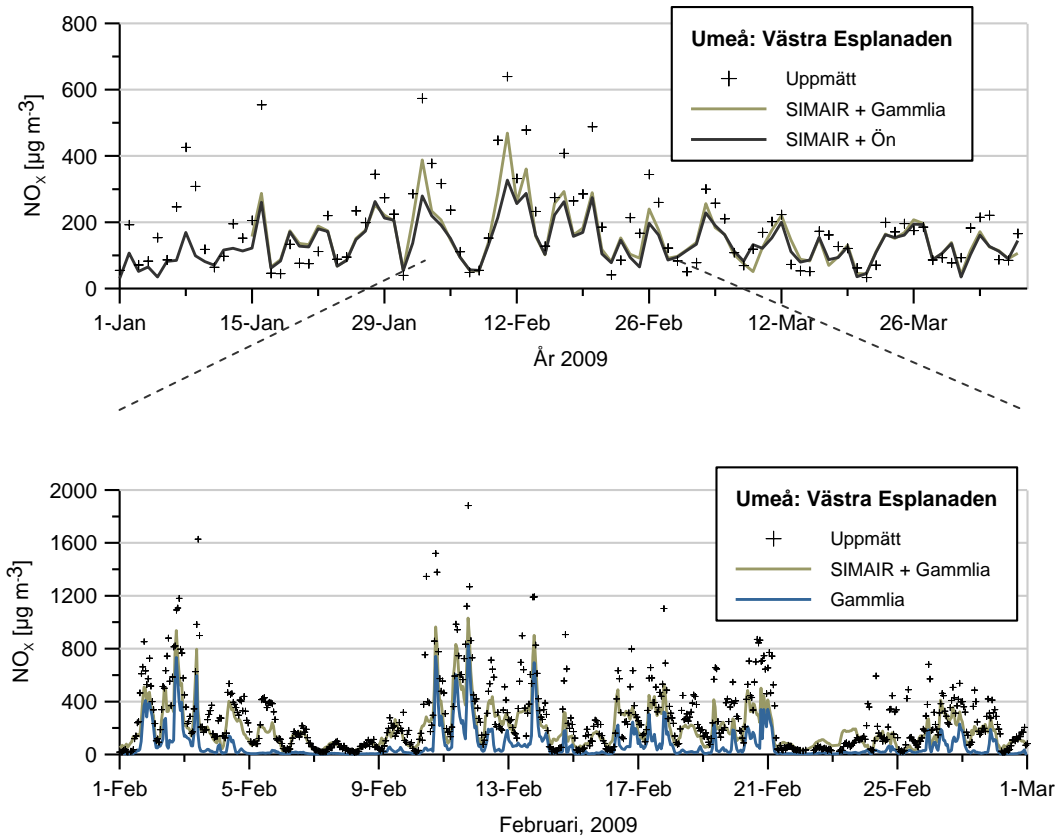 800
600
400
200
0
NOX [µg m-3]
Umeå: Västra Esplanaden
Uppmätt
SIMAIR + Gammlia
SIMAIR + Ön
1-Jan 15-Jan 29-Jan 12-Feb 26-Feb 12-Mar 26-Mar
År 2009
2000
1600
1200
800
400
0
NOX [µg m-3]
Umeå: Västra Esplanaden
Uppmätt
SIMAIR + Gammlia
Gammlia
1-Feb 5-Feb 9-Feb 13-Feb 17-Feb 21-Feb 25-Feb 1-Mar
Februari, 2009